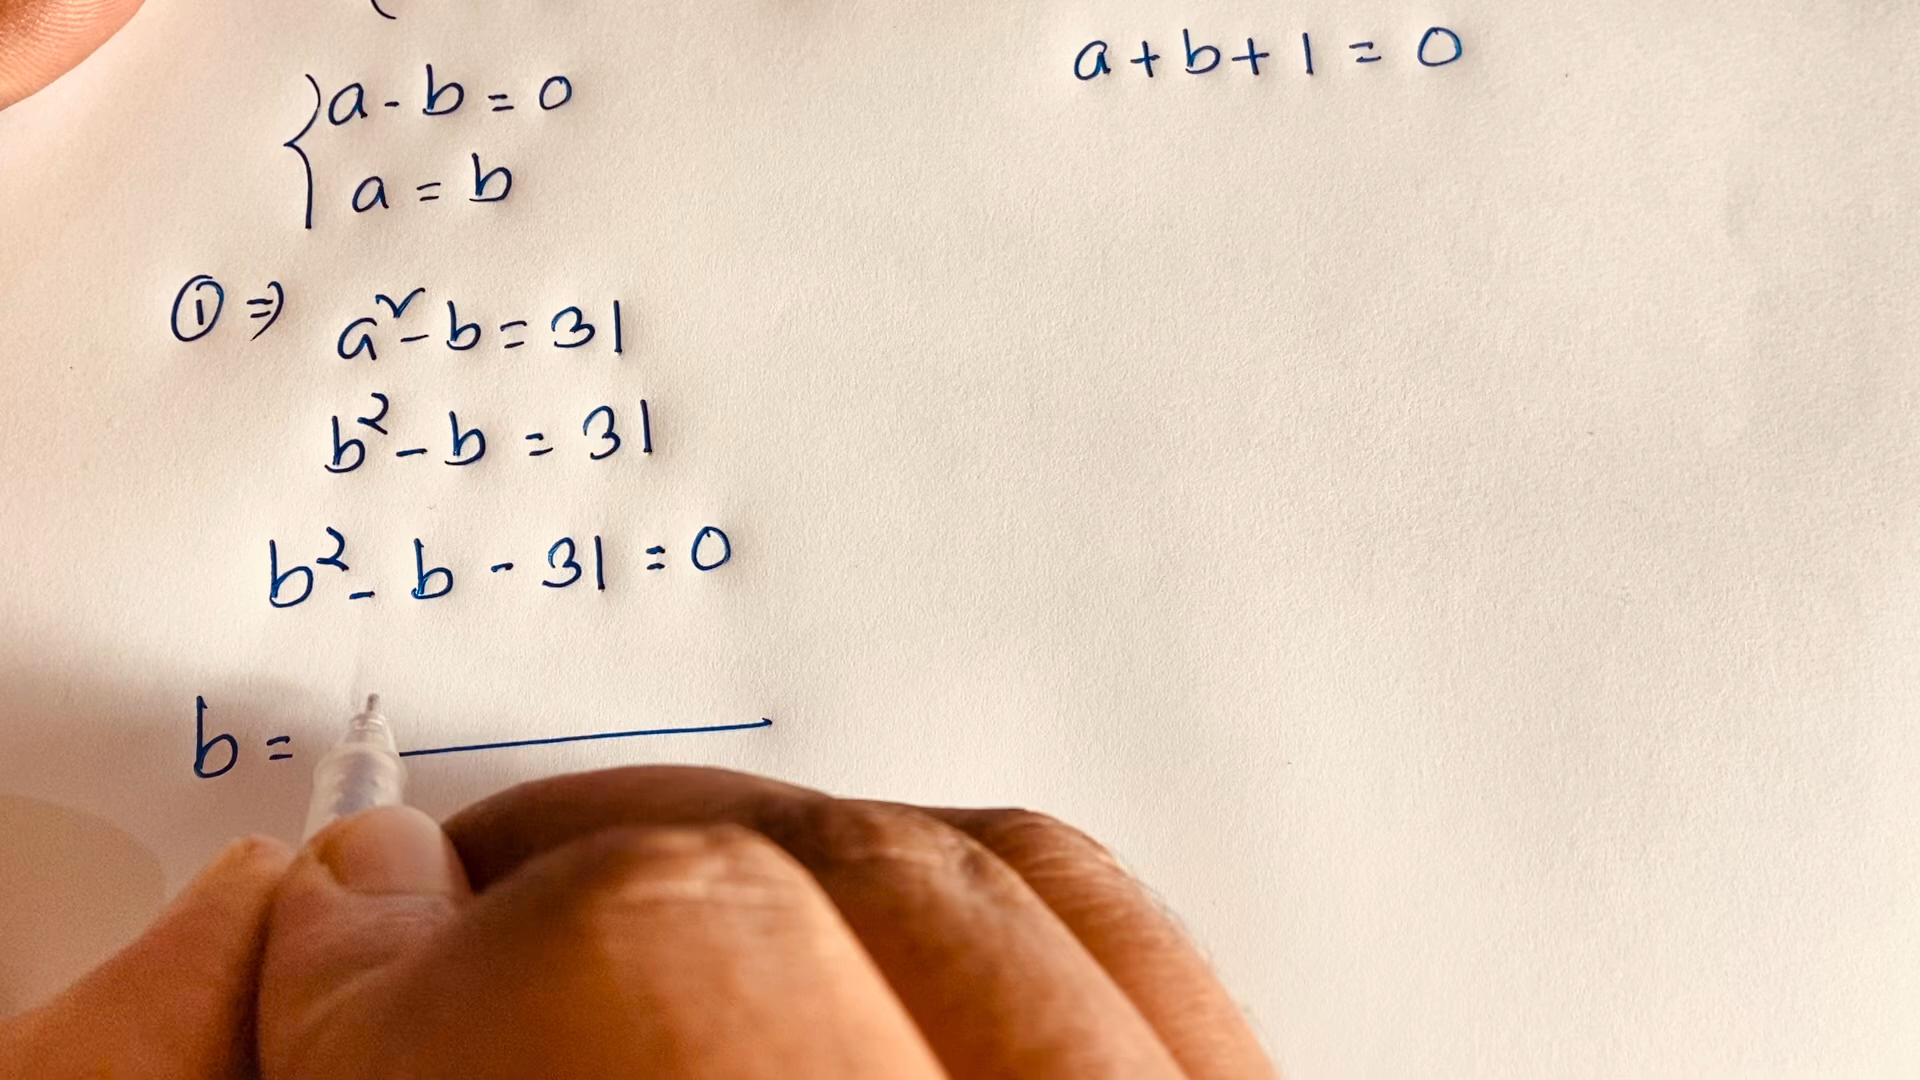 a - b = 0
a = b
① ⇒ a² - b = 31
b² - b = 31
b² - b - 31 = 0
b =
a + b + 1 = 0